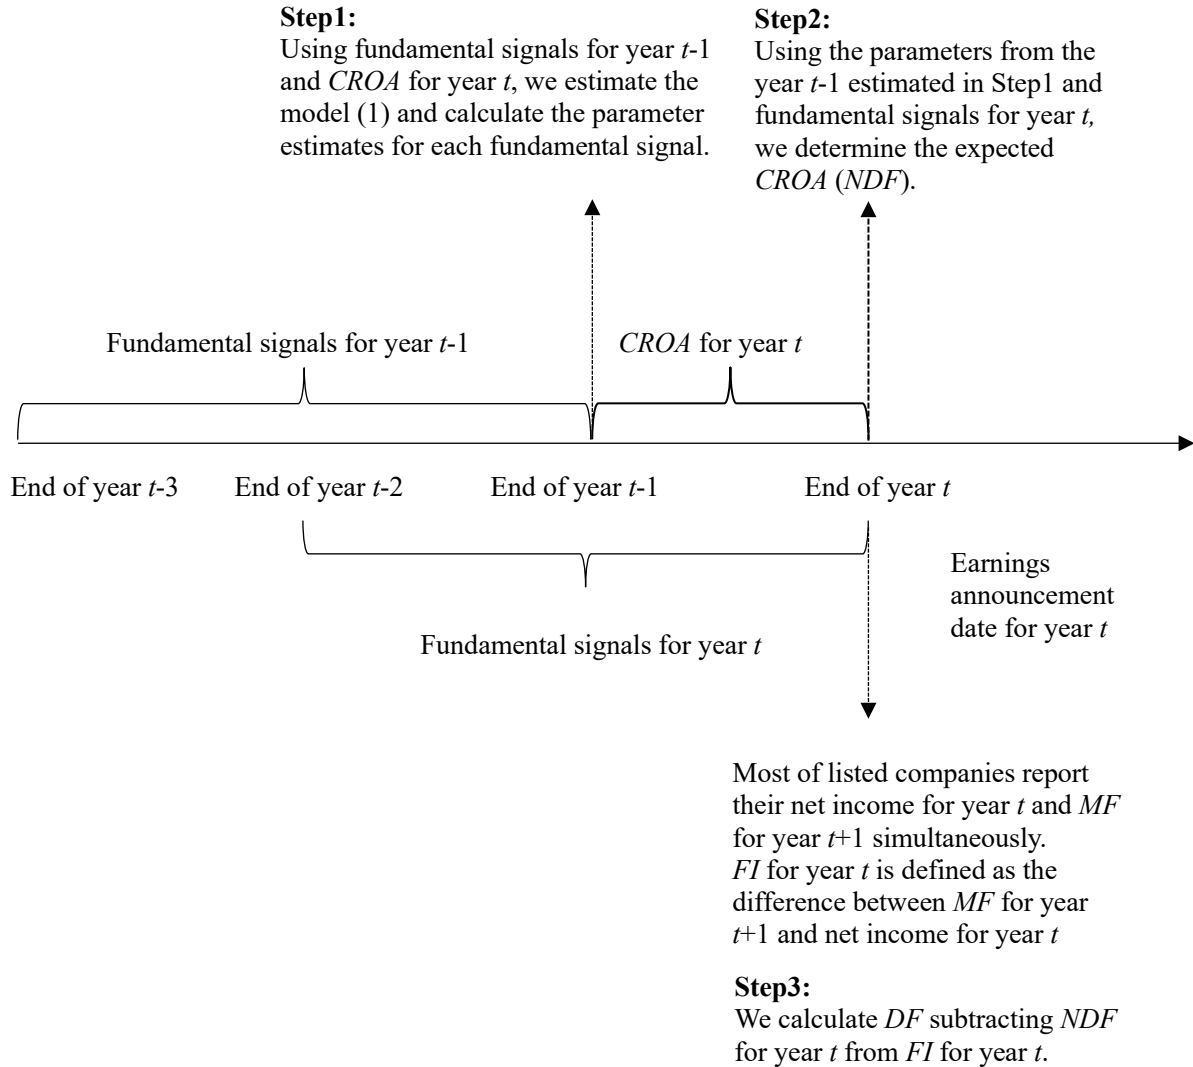 Step1:
Using fundamental signals for year t-1
and CROA for year t, we estimate the
model (1) and calculate the parameter
estimates for each fundamental signal.
Step2:
Using the parameters from the
year t-1 estimated in Step1 and
fundamental signals for year t,
we determine the expected
CROA (NDF).
Fundamental signals for year t-1
CROA for year t
End of year t-3
End of year t-2
End of year t-1
End of year t
Earnings
announcement
date for year t
Fundamental signals for year t
Most of listed companies report
their net income for year t and MF
for year t+1 simultaneously.
FI for year t is defined as the
difference between MF for year
t+1 and net income for year t
Step3:
We calculate DF subtracting NDF
for year t from FI for year t.